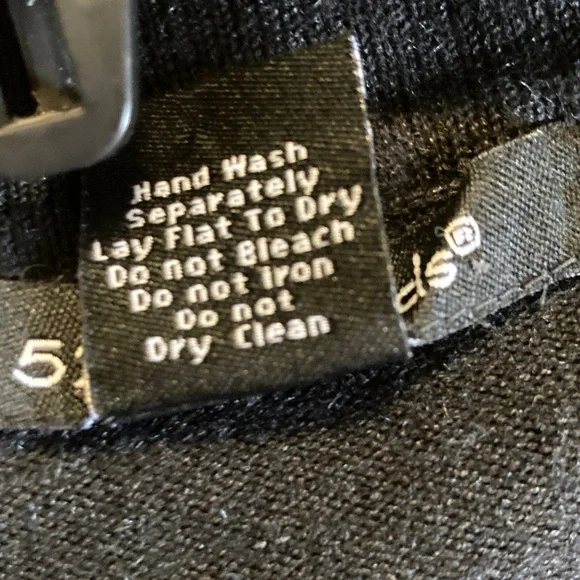 Hand Wash
Separately
Lay Flat To Dry
Do not Bleach
Do not Iron
Do not
Dry Clean